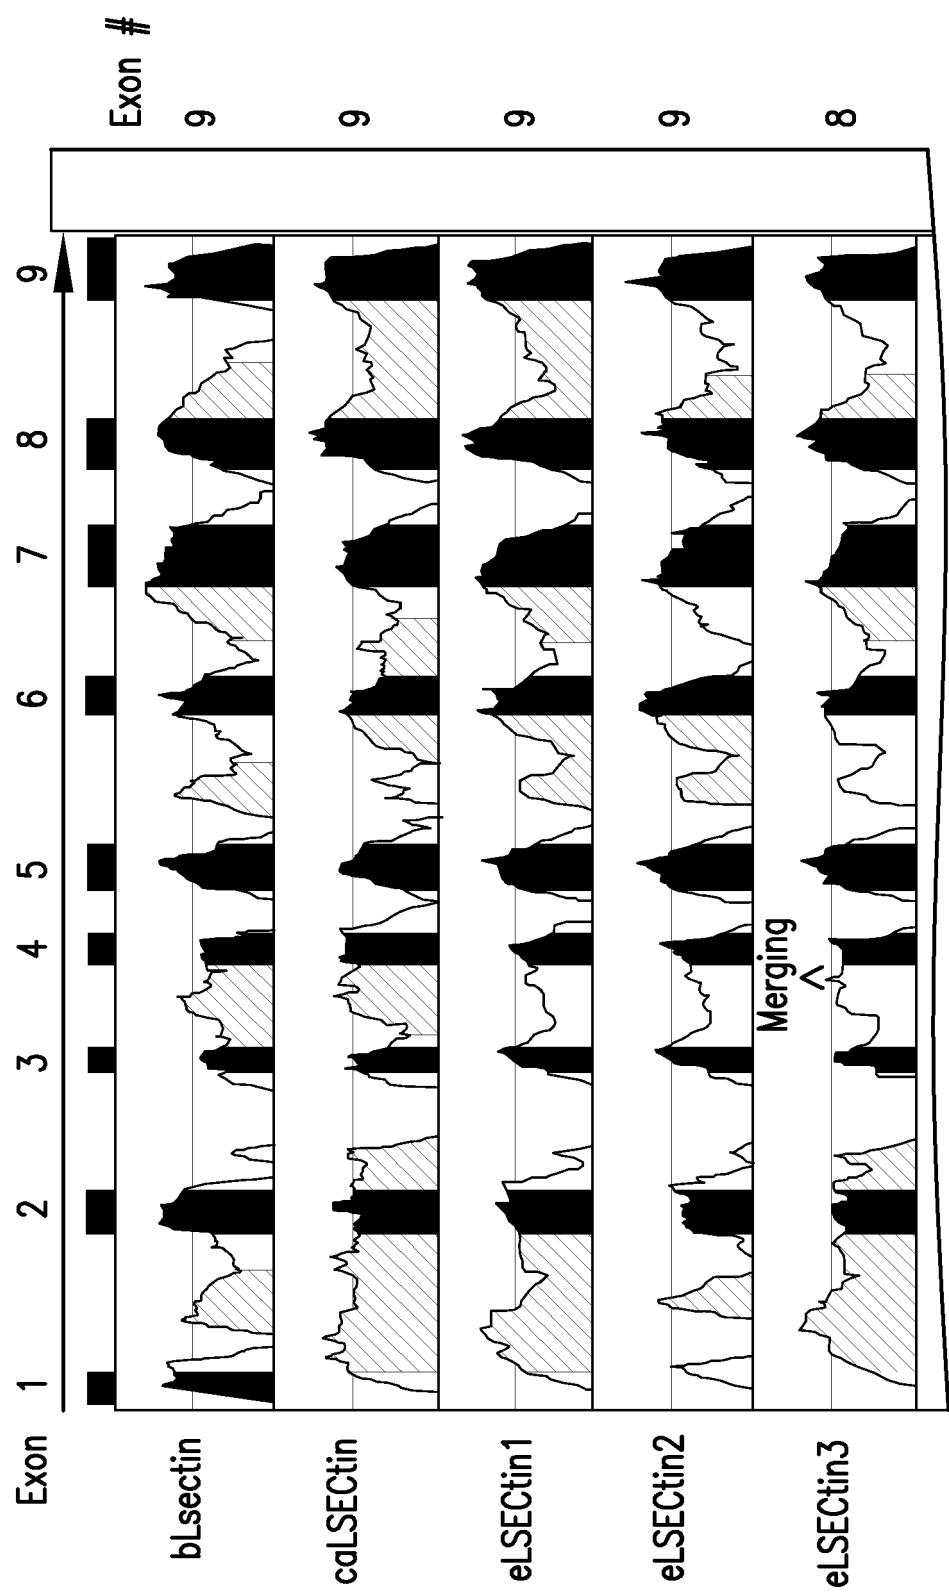 Exon 1 2 3 4 5 6 7 8 9 Exon #
bLsectin 9
caLSECtin 9
eLSECtin1 9
eLSECtin2 9
Merging
eLSECtin3 8